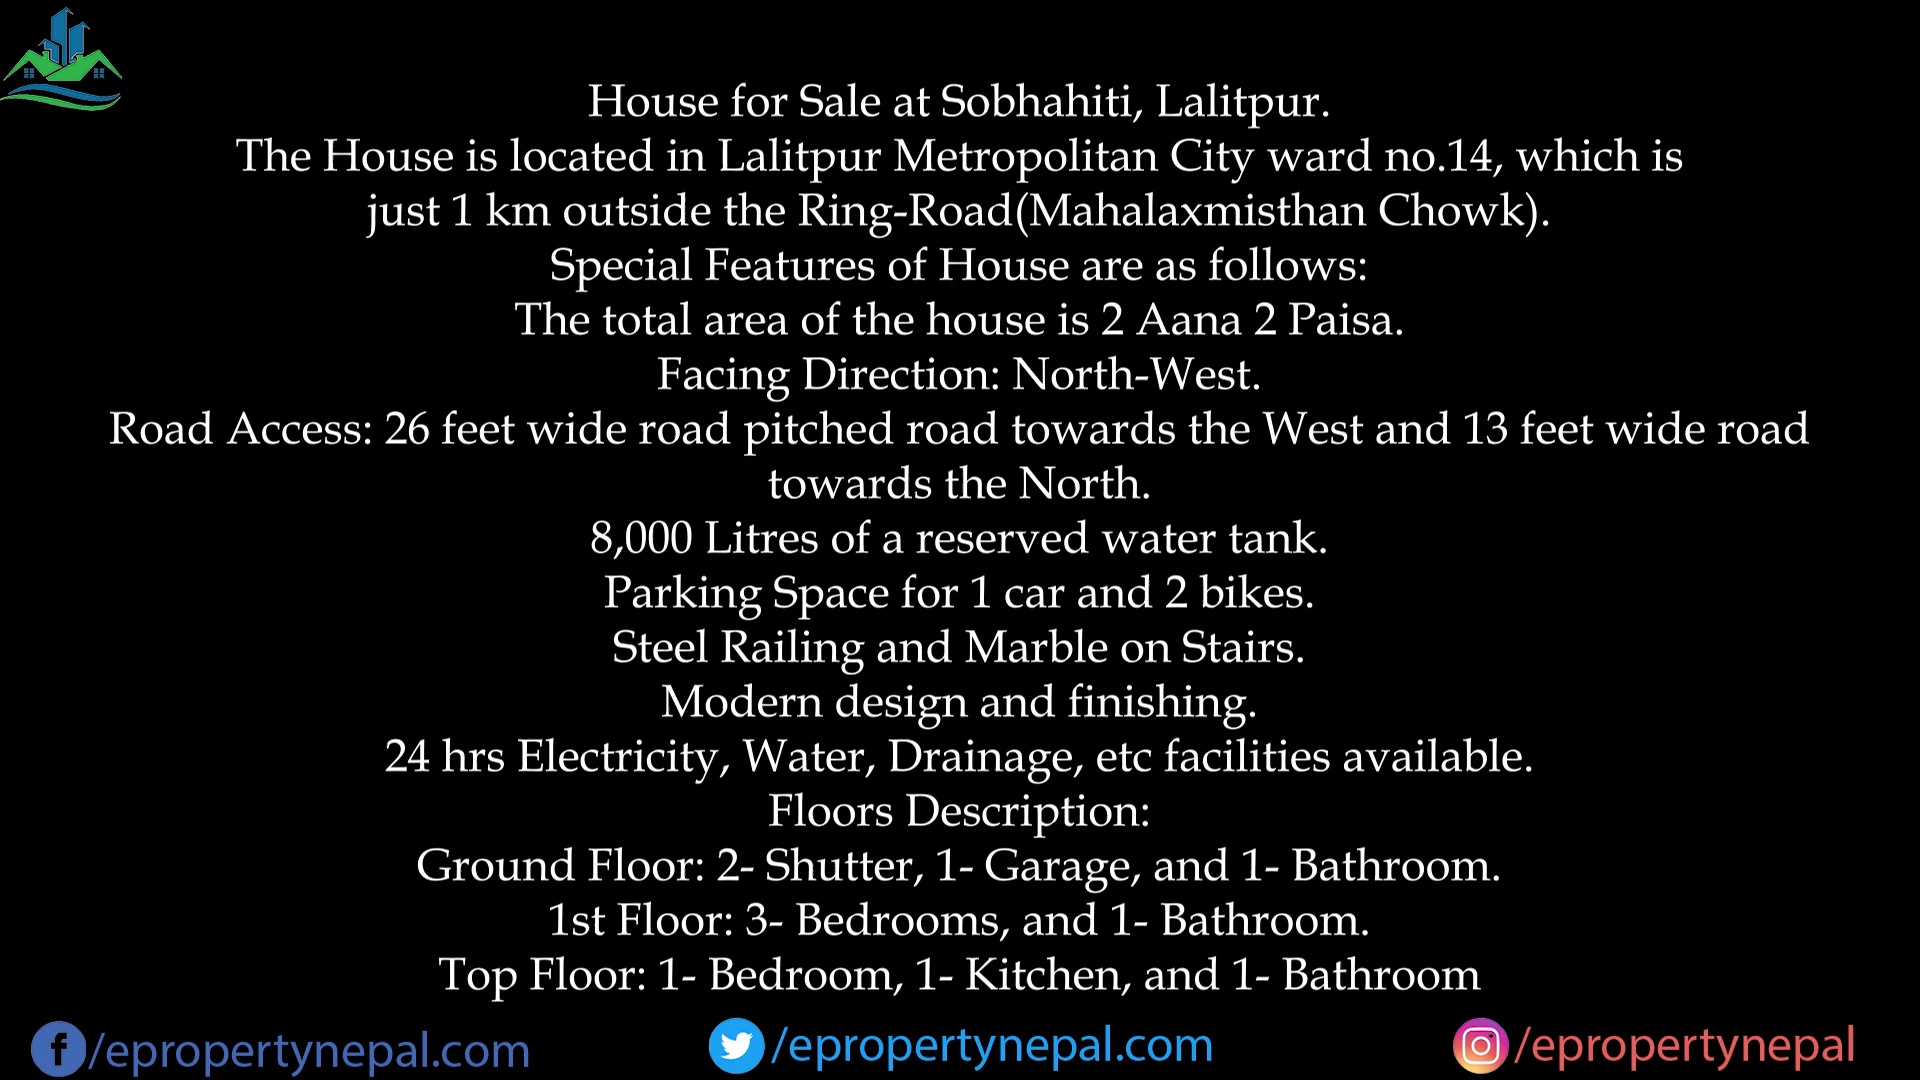 House for Sale at Sobhahiti, Lalitpur.
The House is located in Lalitpur Metropolitan City ward no.14, which is
just 1 km outside the Ring-Road(Mahalaxmisthan Chowk).
Special Features of House are as follows:
The total area of the house is 2 Aana 2 Paisa.
Facing Direction: North-West.
Road Access: 26 feet wide road pitched road towards the West and 13 feet wide road
towards the North.
8,000 Litres of a reserved water tank.
Parking Space for 1 car and 2 bikes.
Steel Railing and Marble on Stairs.
Modern design and finishing.
24 hrs Electricity, Water, Drainage, etc facilities available.
Floors Description:
Ground Floor: 2- Shutter, 1- Garage, and 1- Bathroom.
1st Floor: 3- Bedrooms, and 1- Bathroom.
Top Floor: 1- Bedroom, 1- Kitchen, and 1- Bathroom
/epropertynepal.com
/epropertynepal.com
/epropertynepal